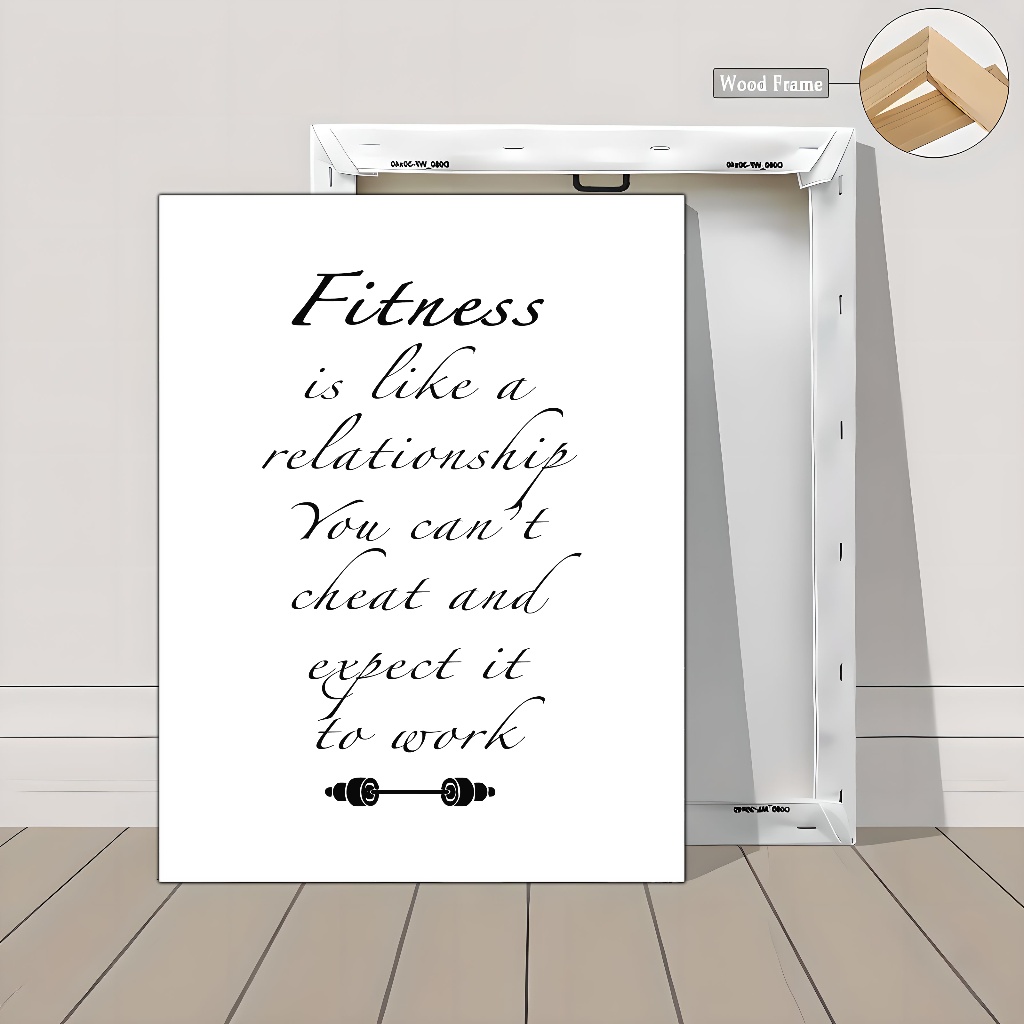 Wood Frame
Fitness
is like a
relationship
You can't
cheat and
expect it
to work